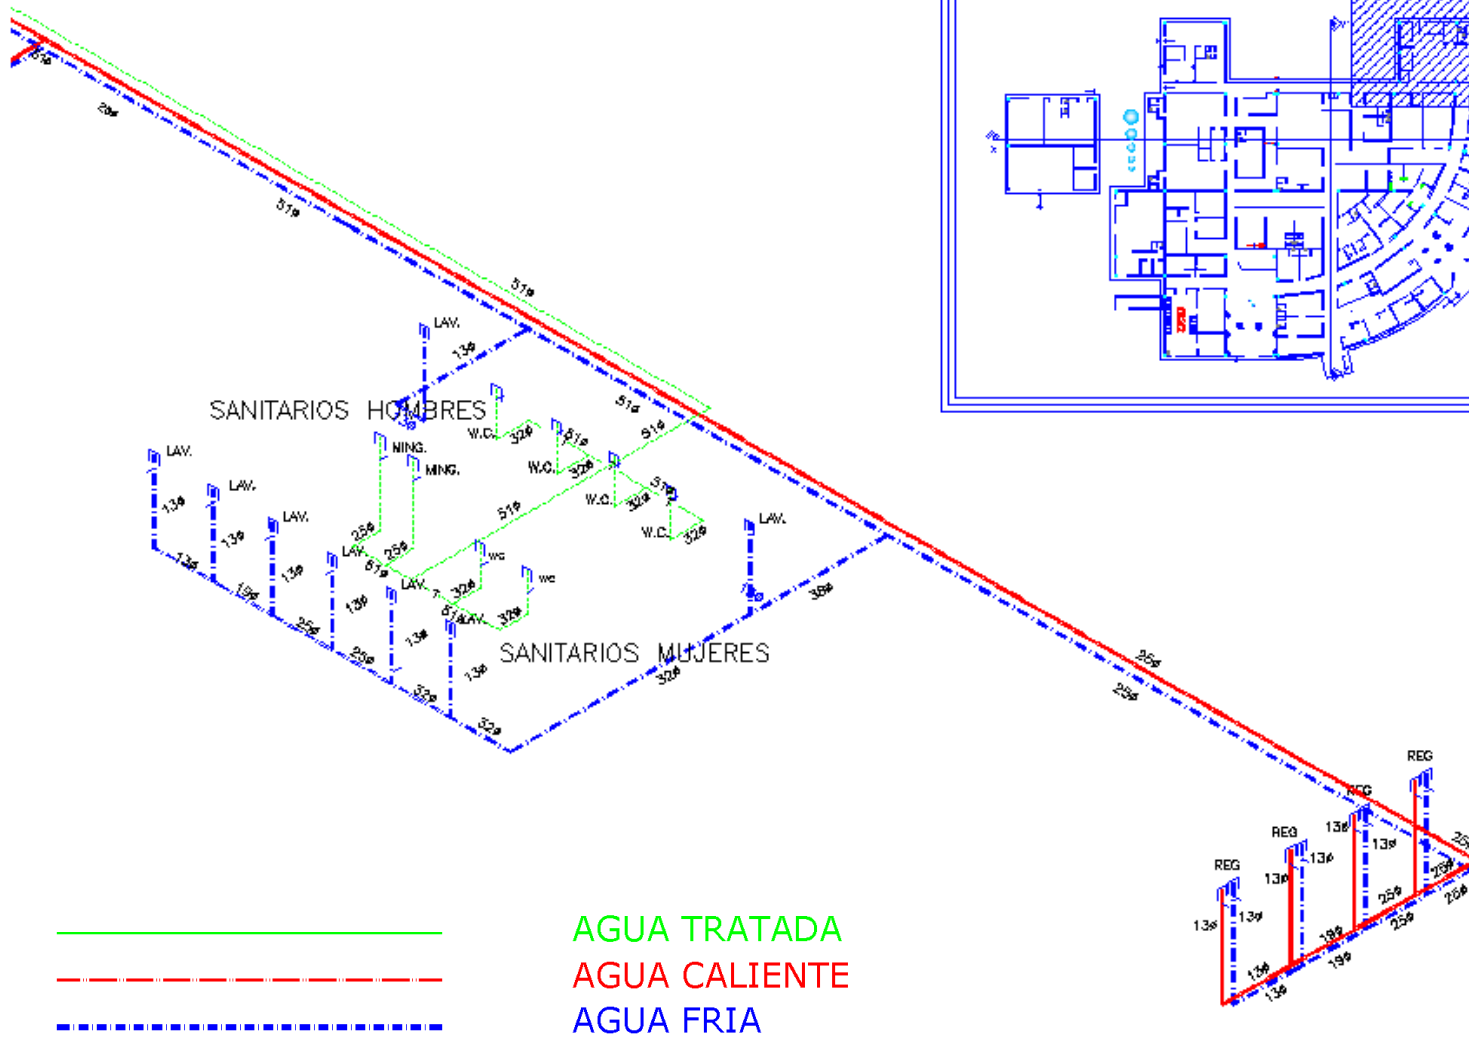 25ø
51ø
51ø
LAV.
13ø
51ø
51ø
SANITARIOS HOMBRES
W.C.
32ø
51ø
MING.
MING.
W.C.
32ø
W.C.
32ø
51ø
W.C.
32ø
LAV.
LAV.
LAV.
LAV.
LAV.
LAV.
LAV.
13ø
13ø
13ø
13ø
13ø
13ø
51ø
25ø
25ø
51ø
WC
WC
32ø
32ø
13ø
19ø
25ø
25ø
32ø
32ø
38ø
SANITARIOS MUJERES
32ø
25ø
25ø
REG
REG
REG
REG
13ø
13ø
13ø
13ø
13ø
13ø
25ø
25ø
25ø
25ø
25ø
19ø
19ø
13ø
13ø
AGUA TRATADA
AGUA CALIENTE
AGUA FRIA